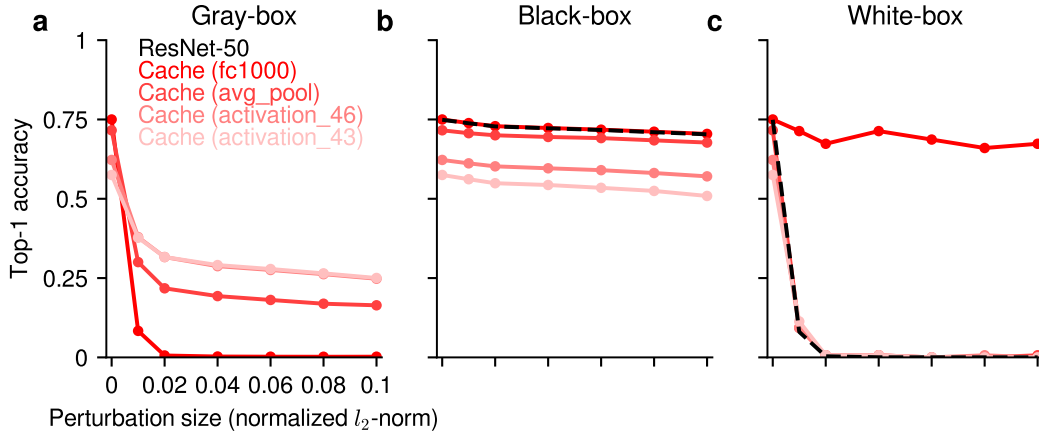 a Gray-box b Black-box c White-box
1
ResNet-50
Cache (fc1000)
Cache (avg_pool)
Cache (activation_46)
Cache (activation_43)
0.75
0.5
0.25
0
Top-1 accuracy
0 0.02 0.04 0.06 0.08 0.1
Perturbation size (normalized l₂-norm)